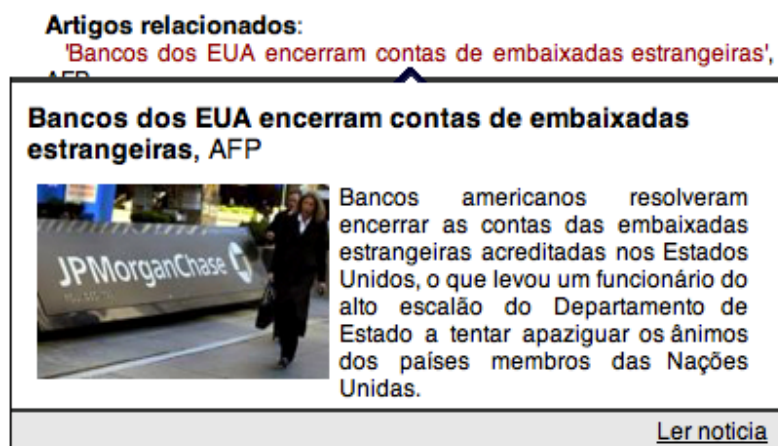 Artigos relacionados:
'Bancos dos EUA encerram contas de embaixadas estrangeiras',
AFP
Bancos dos EUA encerram contas de embaixadas
estrangeiras, AFP
JPMorganChase
Bancos americanos resolveram
encerrar as contas das embaixadas
estrangeiras acreditadas nos Estados
Unidos, o que levou um funcionário do
alto escalão do Departamento de
Estado a tentar apaziguar os ânimos
dos países membros das Nações
Unidas.
Ler noticia